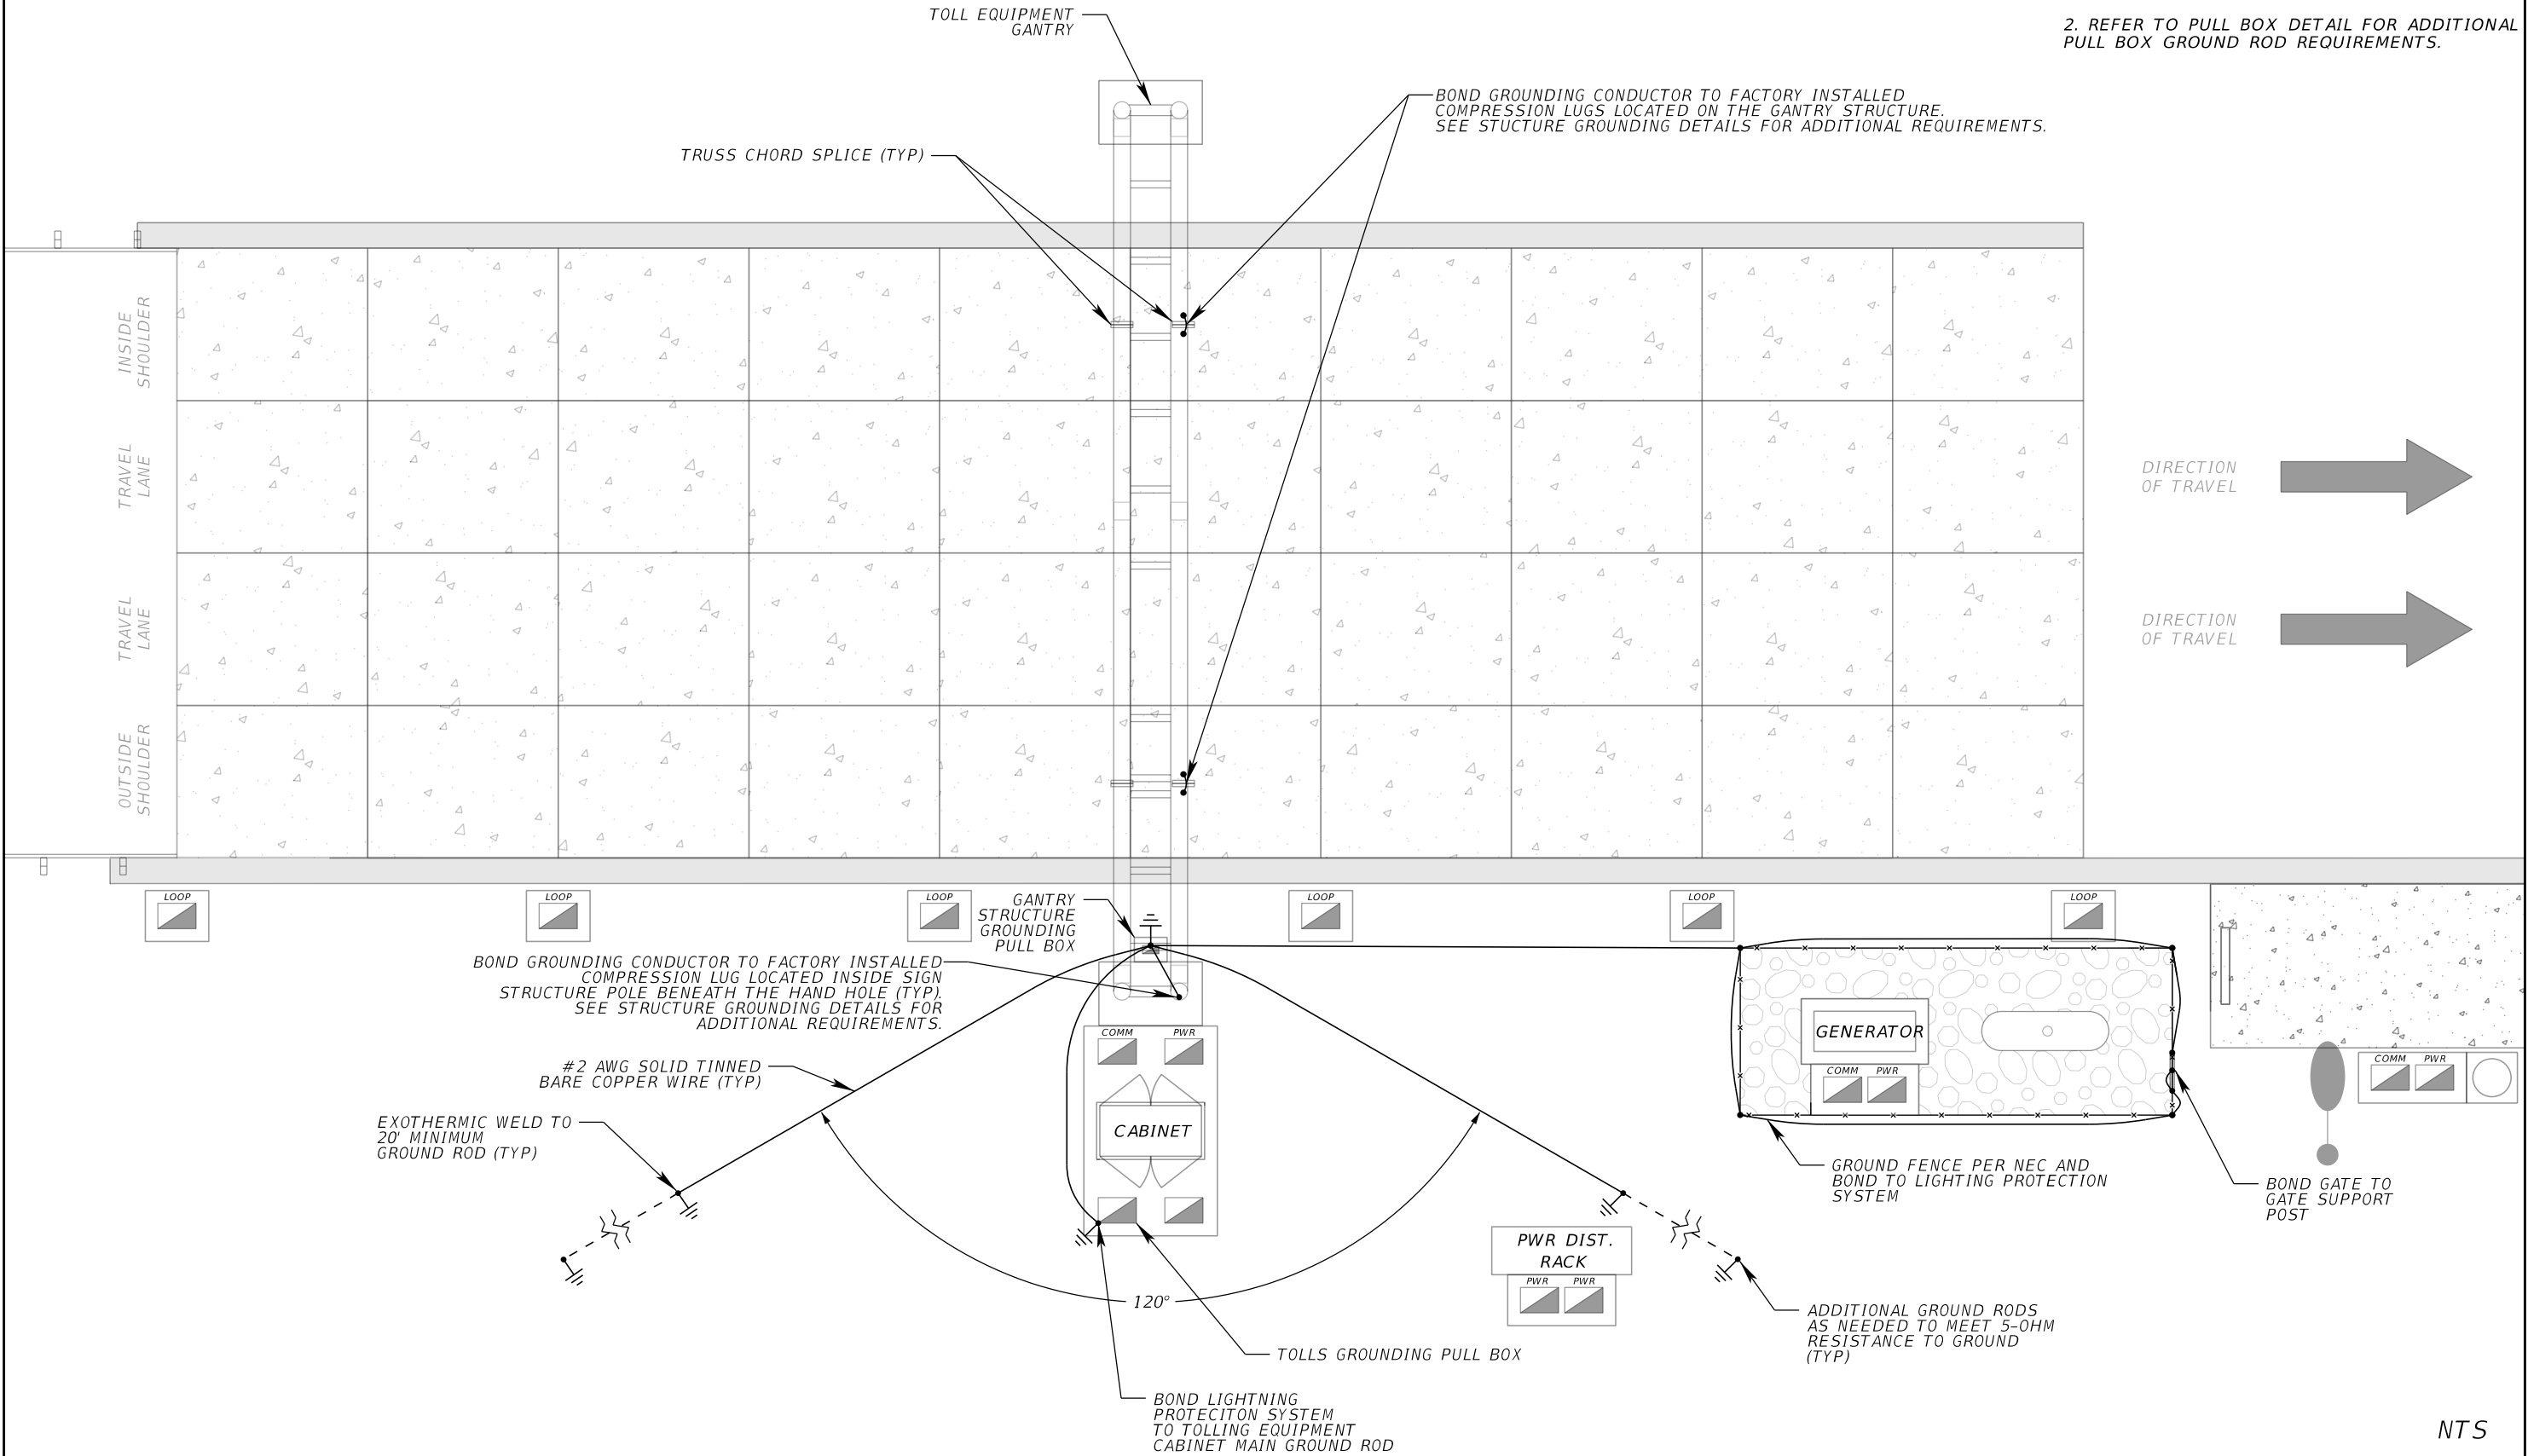 TOLL EQUIPMENT
GANTRY
2. REFER TO PULL BOX DETAIL FOR ADDITIONAL
PULL BOX GROUND ROD REQUIREMENTS.
BOND GROUNDING CONDUCTOR TO FACTORY INSTALLED
COMPRESSION LUGS LOCATED ON THE GANTRY STRUCTURE.
SEE STUCTURE GROUNDING DETAILS FOR ADDITIONAL REQUIREMENTS.
TRUSS CHORD SPLICE (TYP)
INSIDE
SHOULDER
TRAVEL
LANE
DIRECTION
OF TRAVEL
TRAVEL
LANE
DIRECTION
OF TRAVEL
OUTSIDE
SHOULDER
LOOP
LOOP
LOOP
LOOP
LOOP
LOOP
GANTRY
STRUCTURE
GROUNDING
PULL BOX
BOND GROUNDING CONDUCTOR TO FACTORY INSTALLED
COMPRESSION LUG LOCATED INSIDE SIGN
STRUCTURE POLE BENEATH THE HAND HOLE (TYP).
SEE STRUCTURE GROUNDING DETAILS FOR
ADDITIONAL REQUIREMENTS.
COMM PWR
GENERATOR
COMM PWR
COMM PWR
#2 AWG SOLID TINNED
BARE COPPER WIRE (TYP)
EXOTHERMIC WELD TO
20' MINIMUM
GROUND ROD (TYP)
CABINET
GROUND FENCE PER NEC AND
BOND TO LIGHTING PROTECTION
SYSTEM
BOND GATE TO
GATE SUPPORT
POST
PWR DIST.
RACK
PWR PWR
120°
ADDITIONAL GROUND RODS
AS NEEDED TO MEET 5-OHM
RESISTANCE TO GROUND
(TYP)
TOLLS GROUNDING PULL BOX
BOND LIGHTNING
PROTECITON SYSTEM
TO TOLLING EQUIPMENT
CABINET MAIN GROUND ROD
NTS